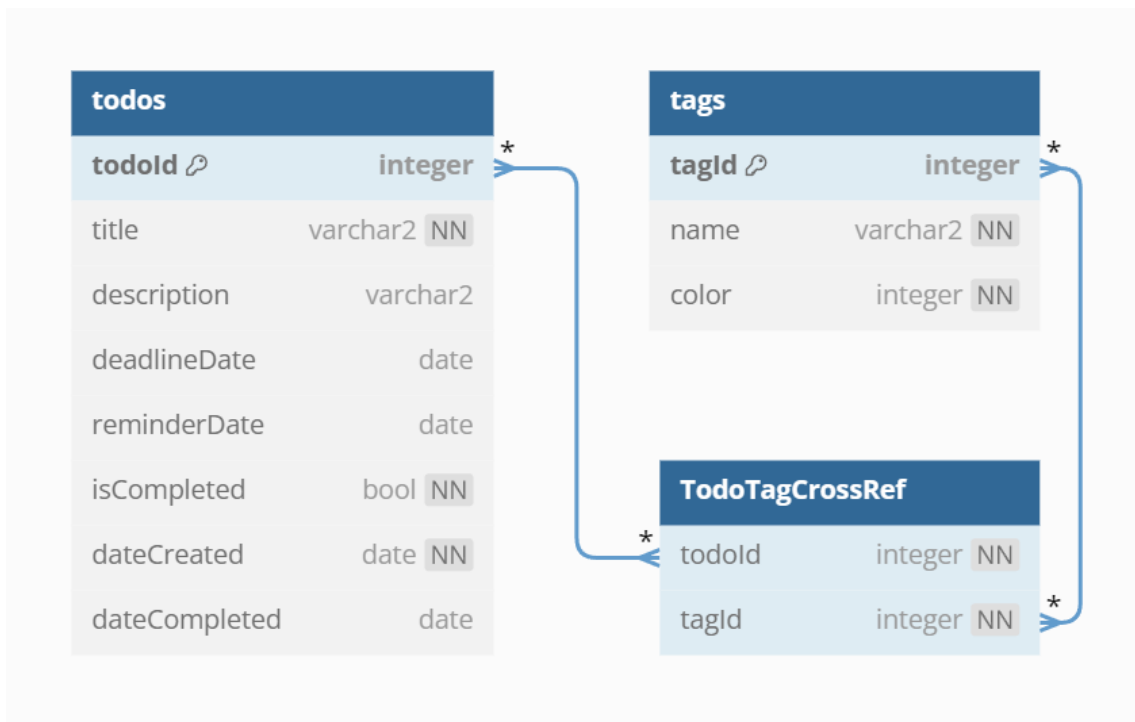 todos
todoId integer
title varchar2 NN
description varchar2
deadlineDate date
reminderDate date
isCompleted bool NN
dateCreated date NN
dateCompleted date
*
tags
tagId integer
name varchar2 NN
color integer NN
*
TodoTagCrossRef
*
todoId integer NN
tagId integer NN
*